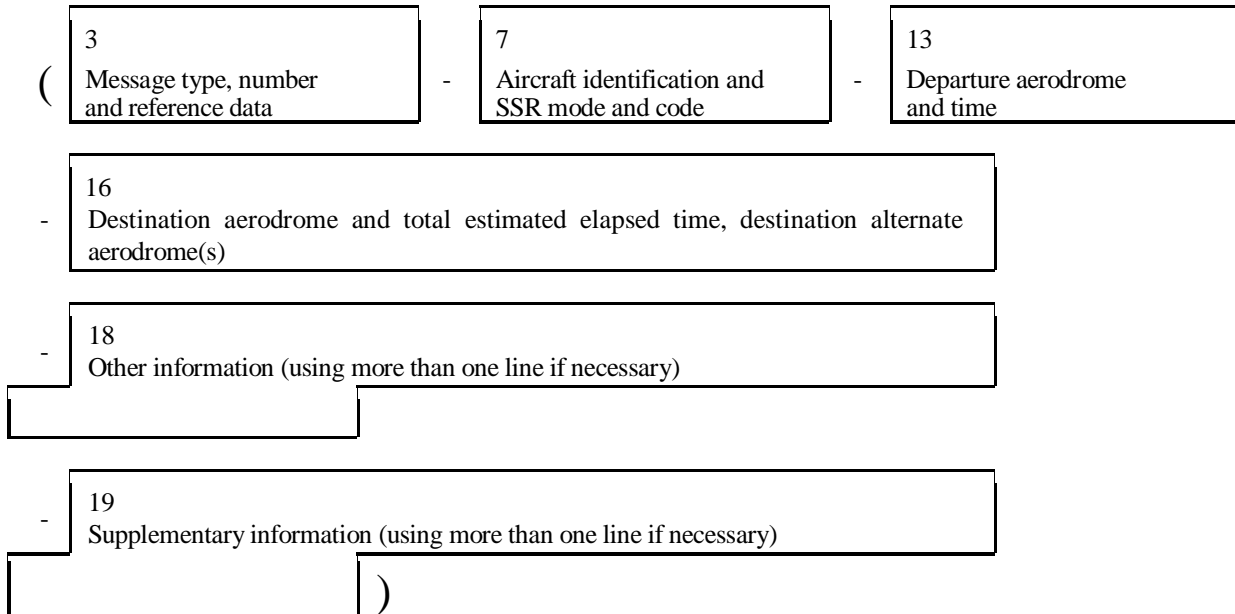 3 7 13
( Message type, number - Aircraft identification and - Departure aerodrome
and reference data SSR mode and code and time
16
- Destination aerodrome and total estimated elapsed time, destination alternate
aerodrome(s)
18
- Other information (using more than one line if necessary)
19
- Supplementary information (using more than one line if necessary)
)